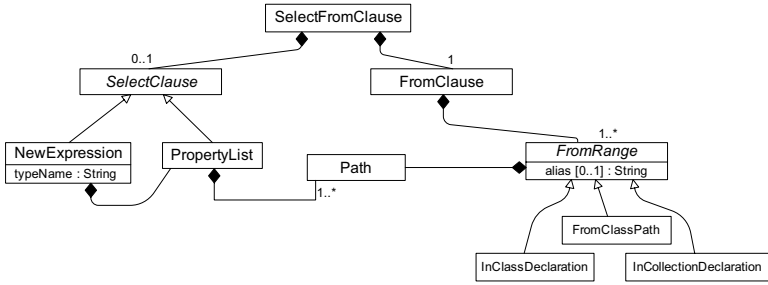 SelectFromClause
0..1
1
SelectClause
FromClause
1..*
NewExpression
typeName : String
PropertyList
Path
FromRange
alias [0..1] : String
1..*
FromClassPath
InClassDeclaration
InCollectionDeclaration